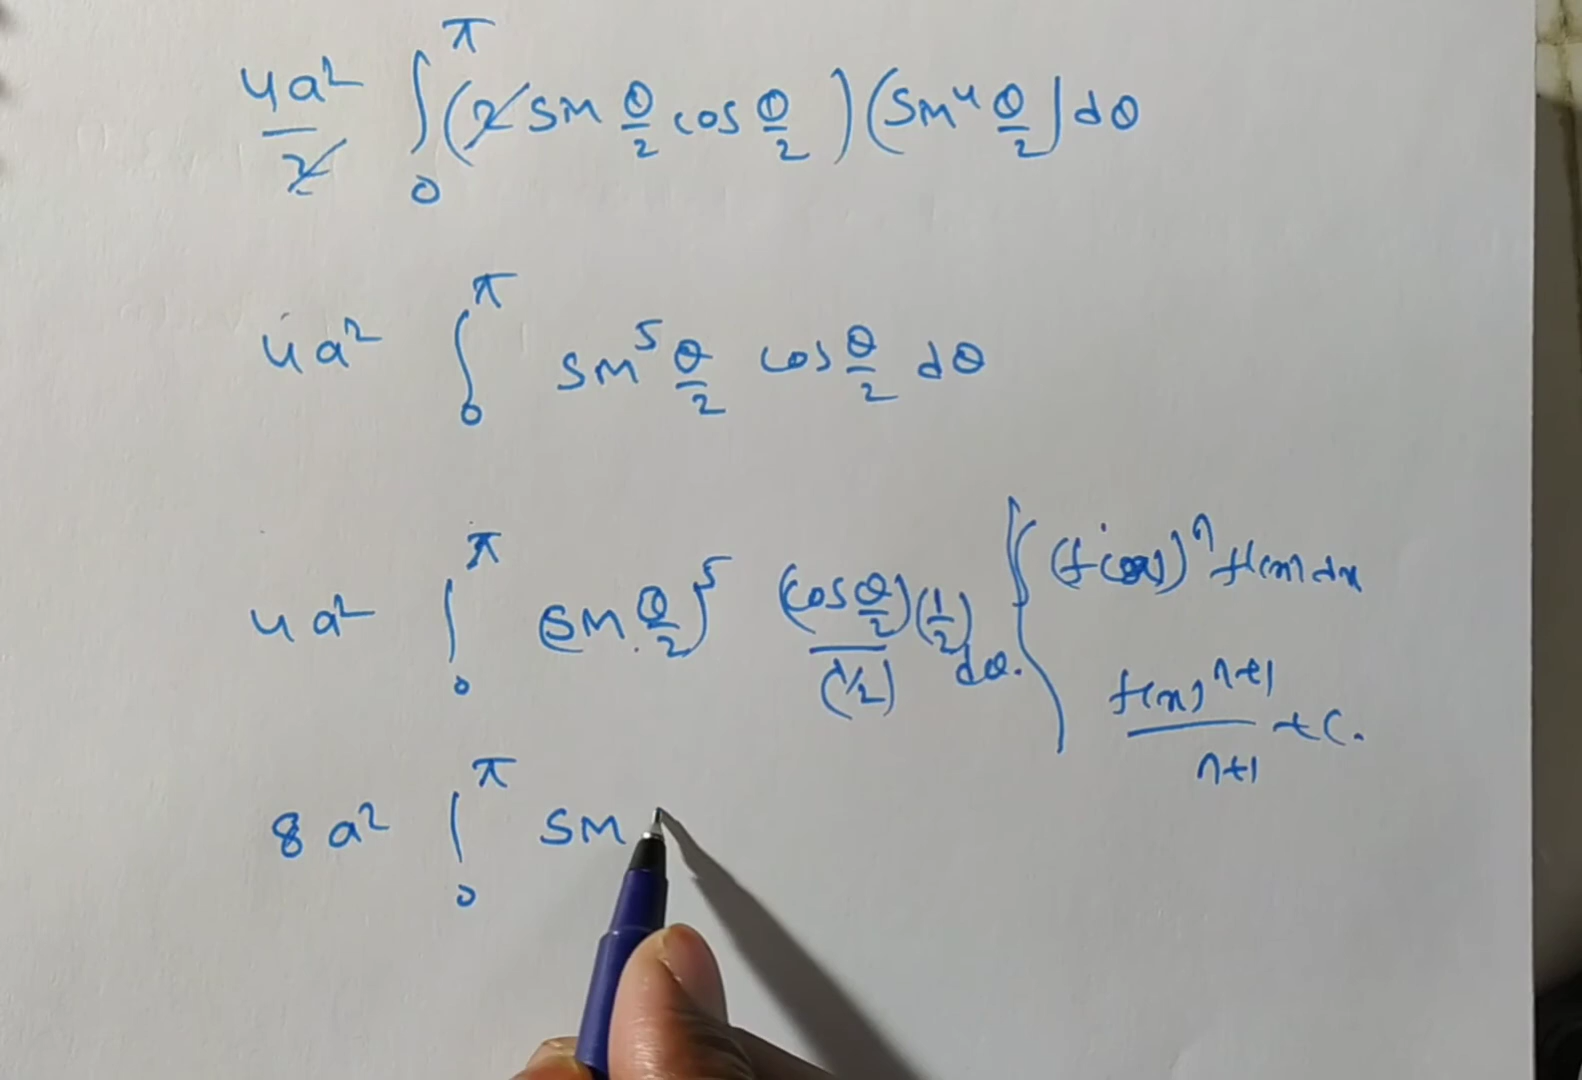 4a²/2 ∫₀^π (2 sin θ/2 cos θ/2) (sin⁴ θ/2) dθ
4a² ∫₀^π sin⁵ θ/2 cos θ/2 dθ
4a² ∫₀^π (sin θ/2)⁵ (cos θ/2)(1/2)/(1/2) dθ. { (f(x))ⁿ f'(x) dx
f(x)ⁿ⁺¹/n+1 + C.
8a² ∫₀^π sin